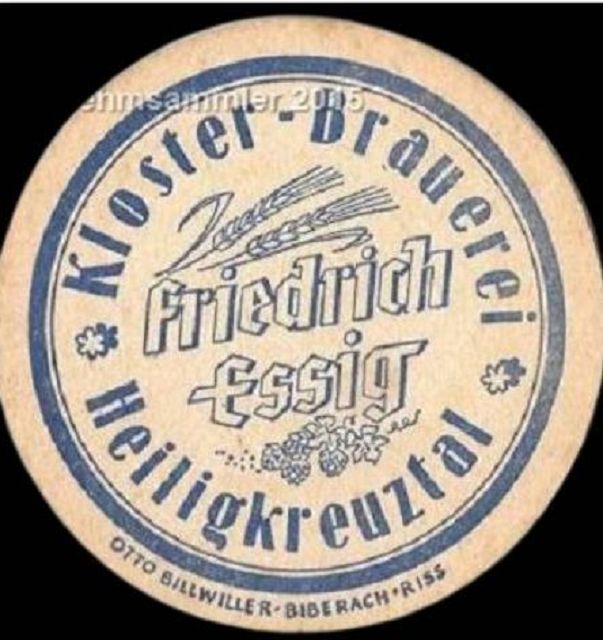 ehmsammler 2015
Kloster-Brauerei
Friedrich
Essig
Heiligkreuztal
OTTO BILLWILLER-BIBERACH•RISS